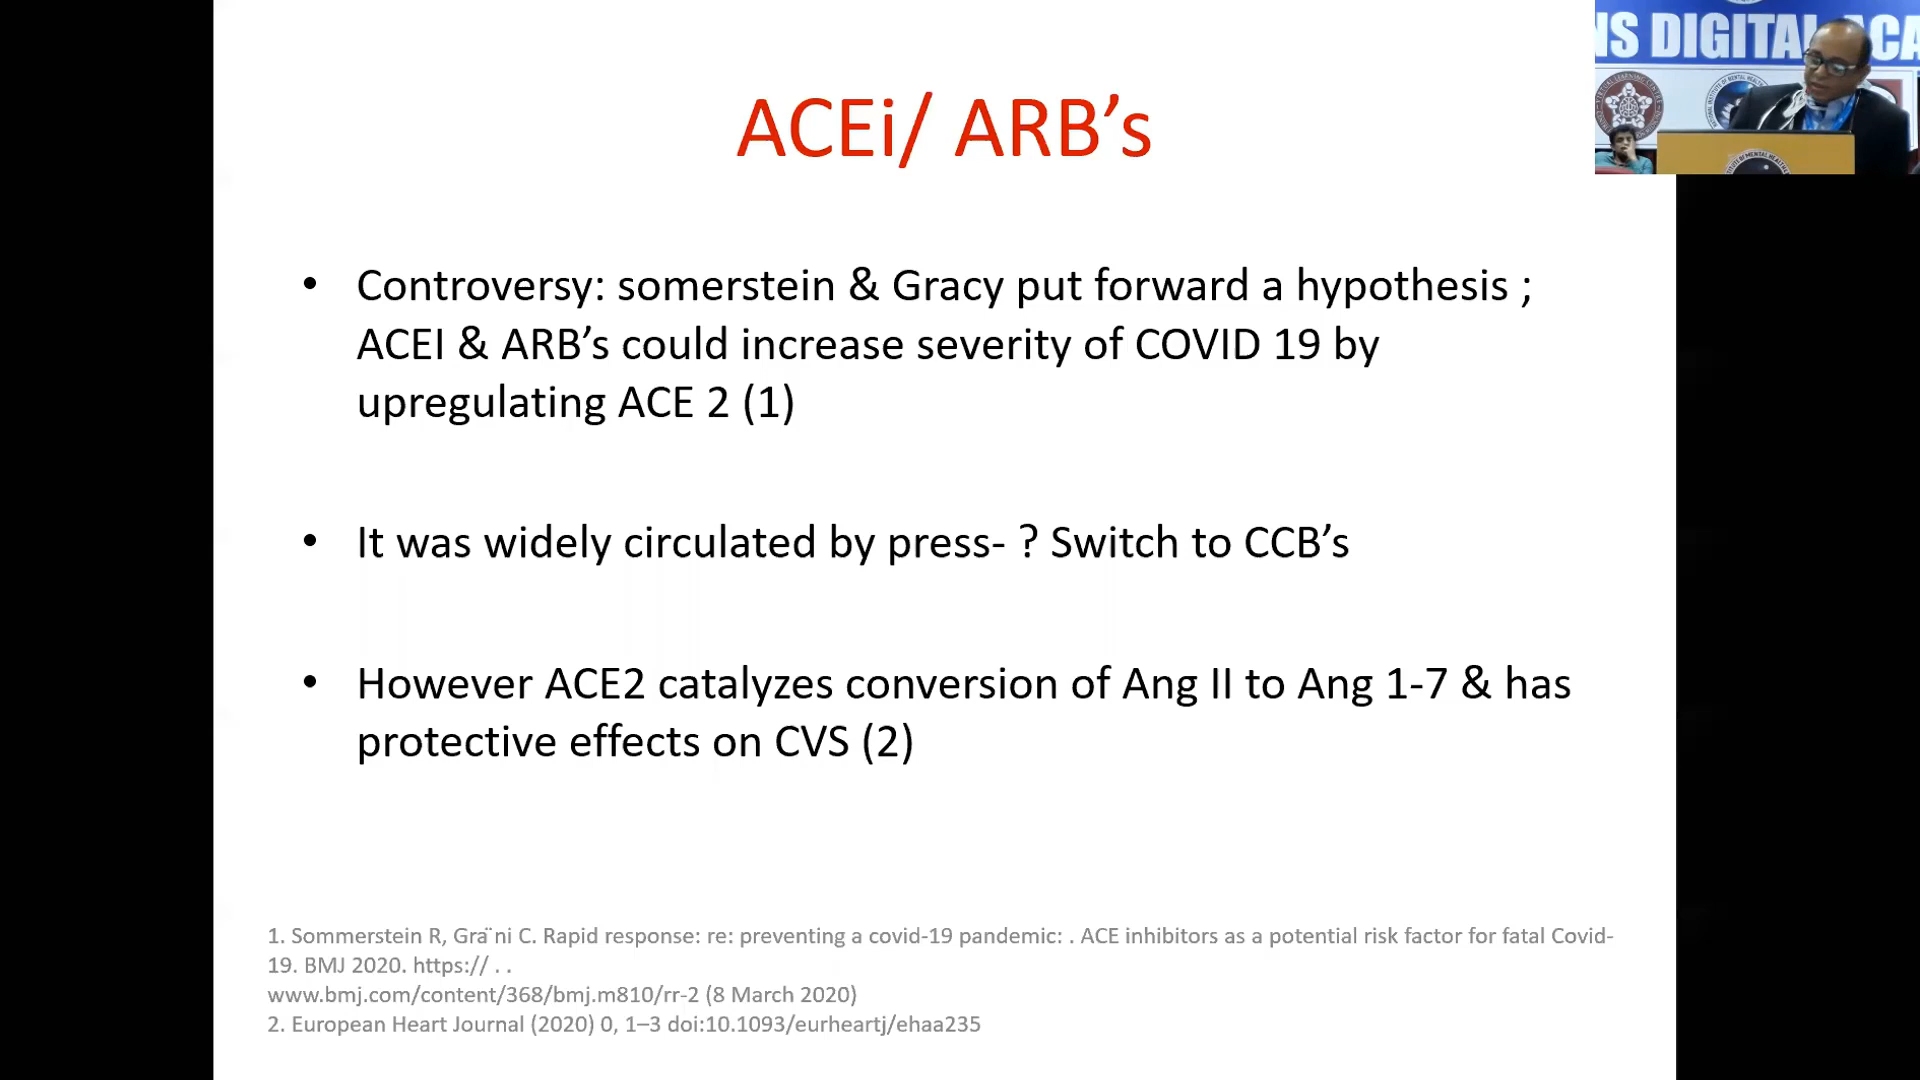 ACEi/ ARB’s
NS DIGITAL ACA
• Controversy: somerstein & Gracy put forward a hypothesis ;
ACEI & ARB’s could increase severity of COVID 19 by
upregulating ACE 2 (1)
• It was widely circulated by press- ? Switch to CCB’s
• However ACE2 catalyzes conversion of Ang II to Ang 1-7 & has
protective effects on CVS (2)
1. Sommerstein R, Gra¨ni C. Rapid response: re: preventing a covid-19 pandemic: . ACE inhibitors as a potential risk factor for fatal Covid-
19. BMJ 2020. https:// . .
www.bmj.com/content/368/bmj.m810/rr-2 (8 March 2020)
2. European Heart Journal (2020) 0, 1–3 doi:10.1093/eurheartj/ehaa235